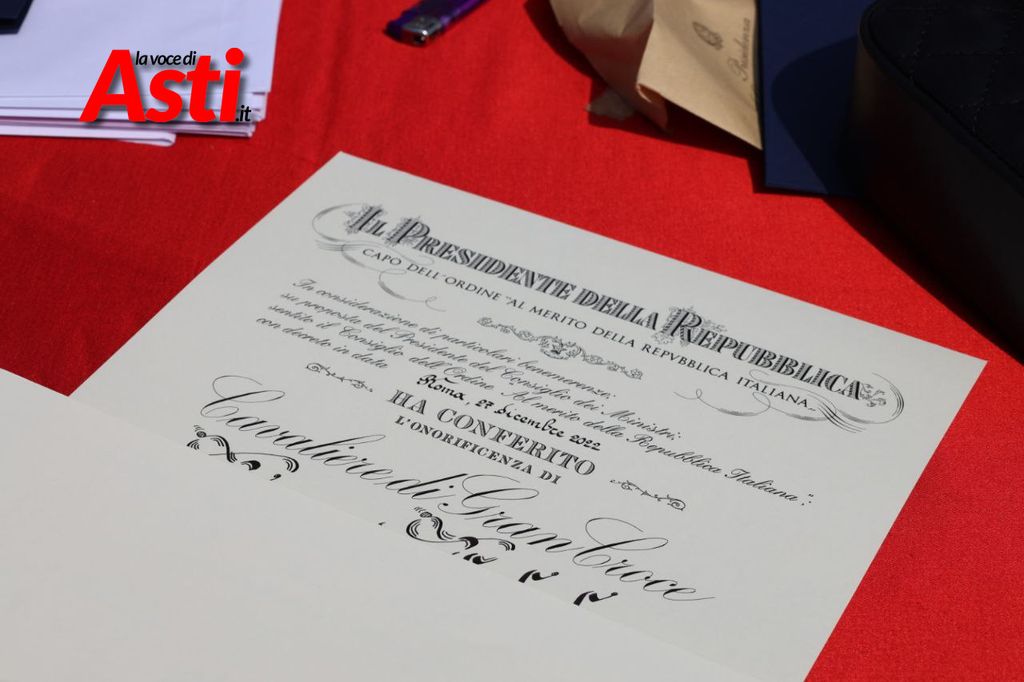 la voce di
Asti.it
Presidenza
IL PRESIDENTE DELLA REPUBBLICA
CAPO DELL'ORDINE "AL MERITO DELLA REPVBBLICA ITALIANA„
In considerazione di particolari benemerenze;
su proposta del Presidente del Consiglio dei Ministri;
sentito il Consiglio dell'Ordine "Al merito della Repubblica Italiana";
con decreto in data Roma, 27 dicembre 2022
HA CONFERITO
L'ONORIFICENZA DI
Cavaliere di Gran Croce